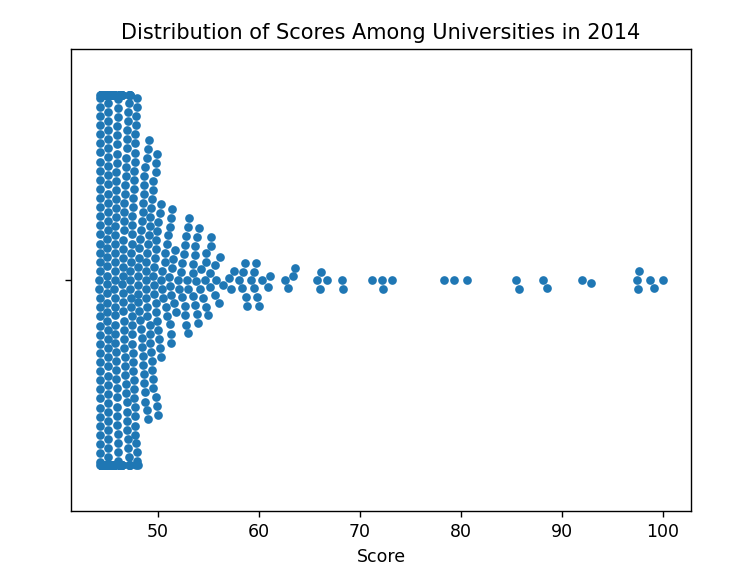 Distribution of Scores Among Universities in 2014
50 60 70 80 90 100
Score